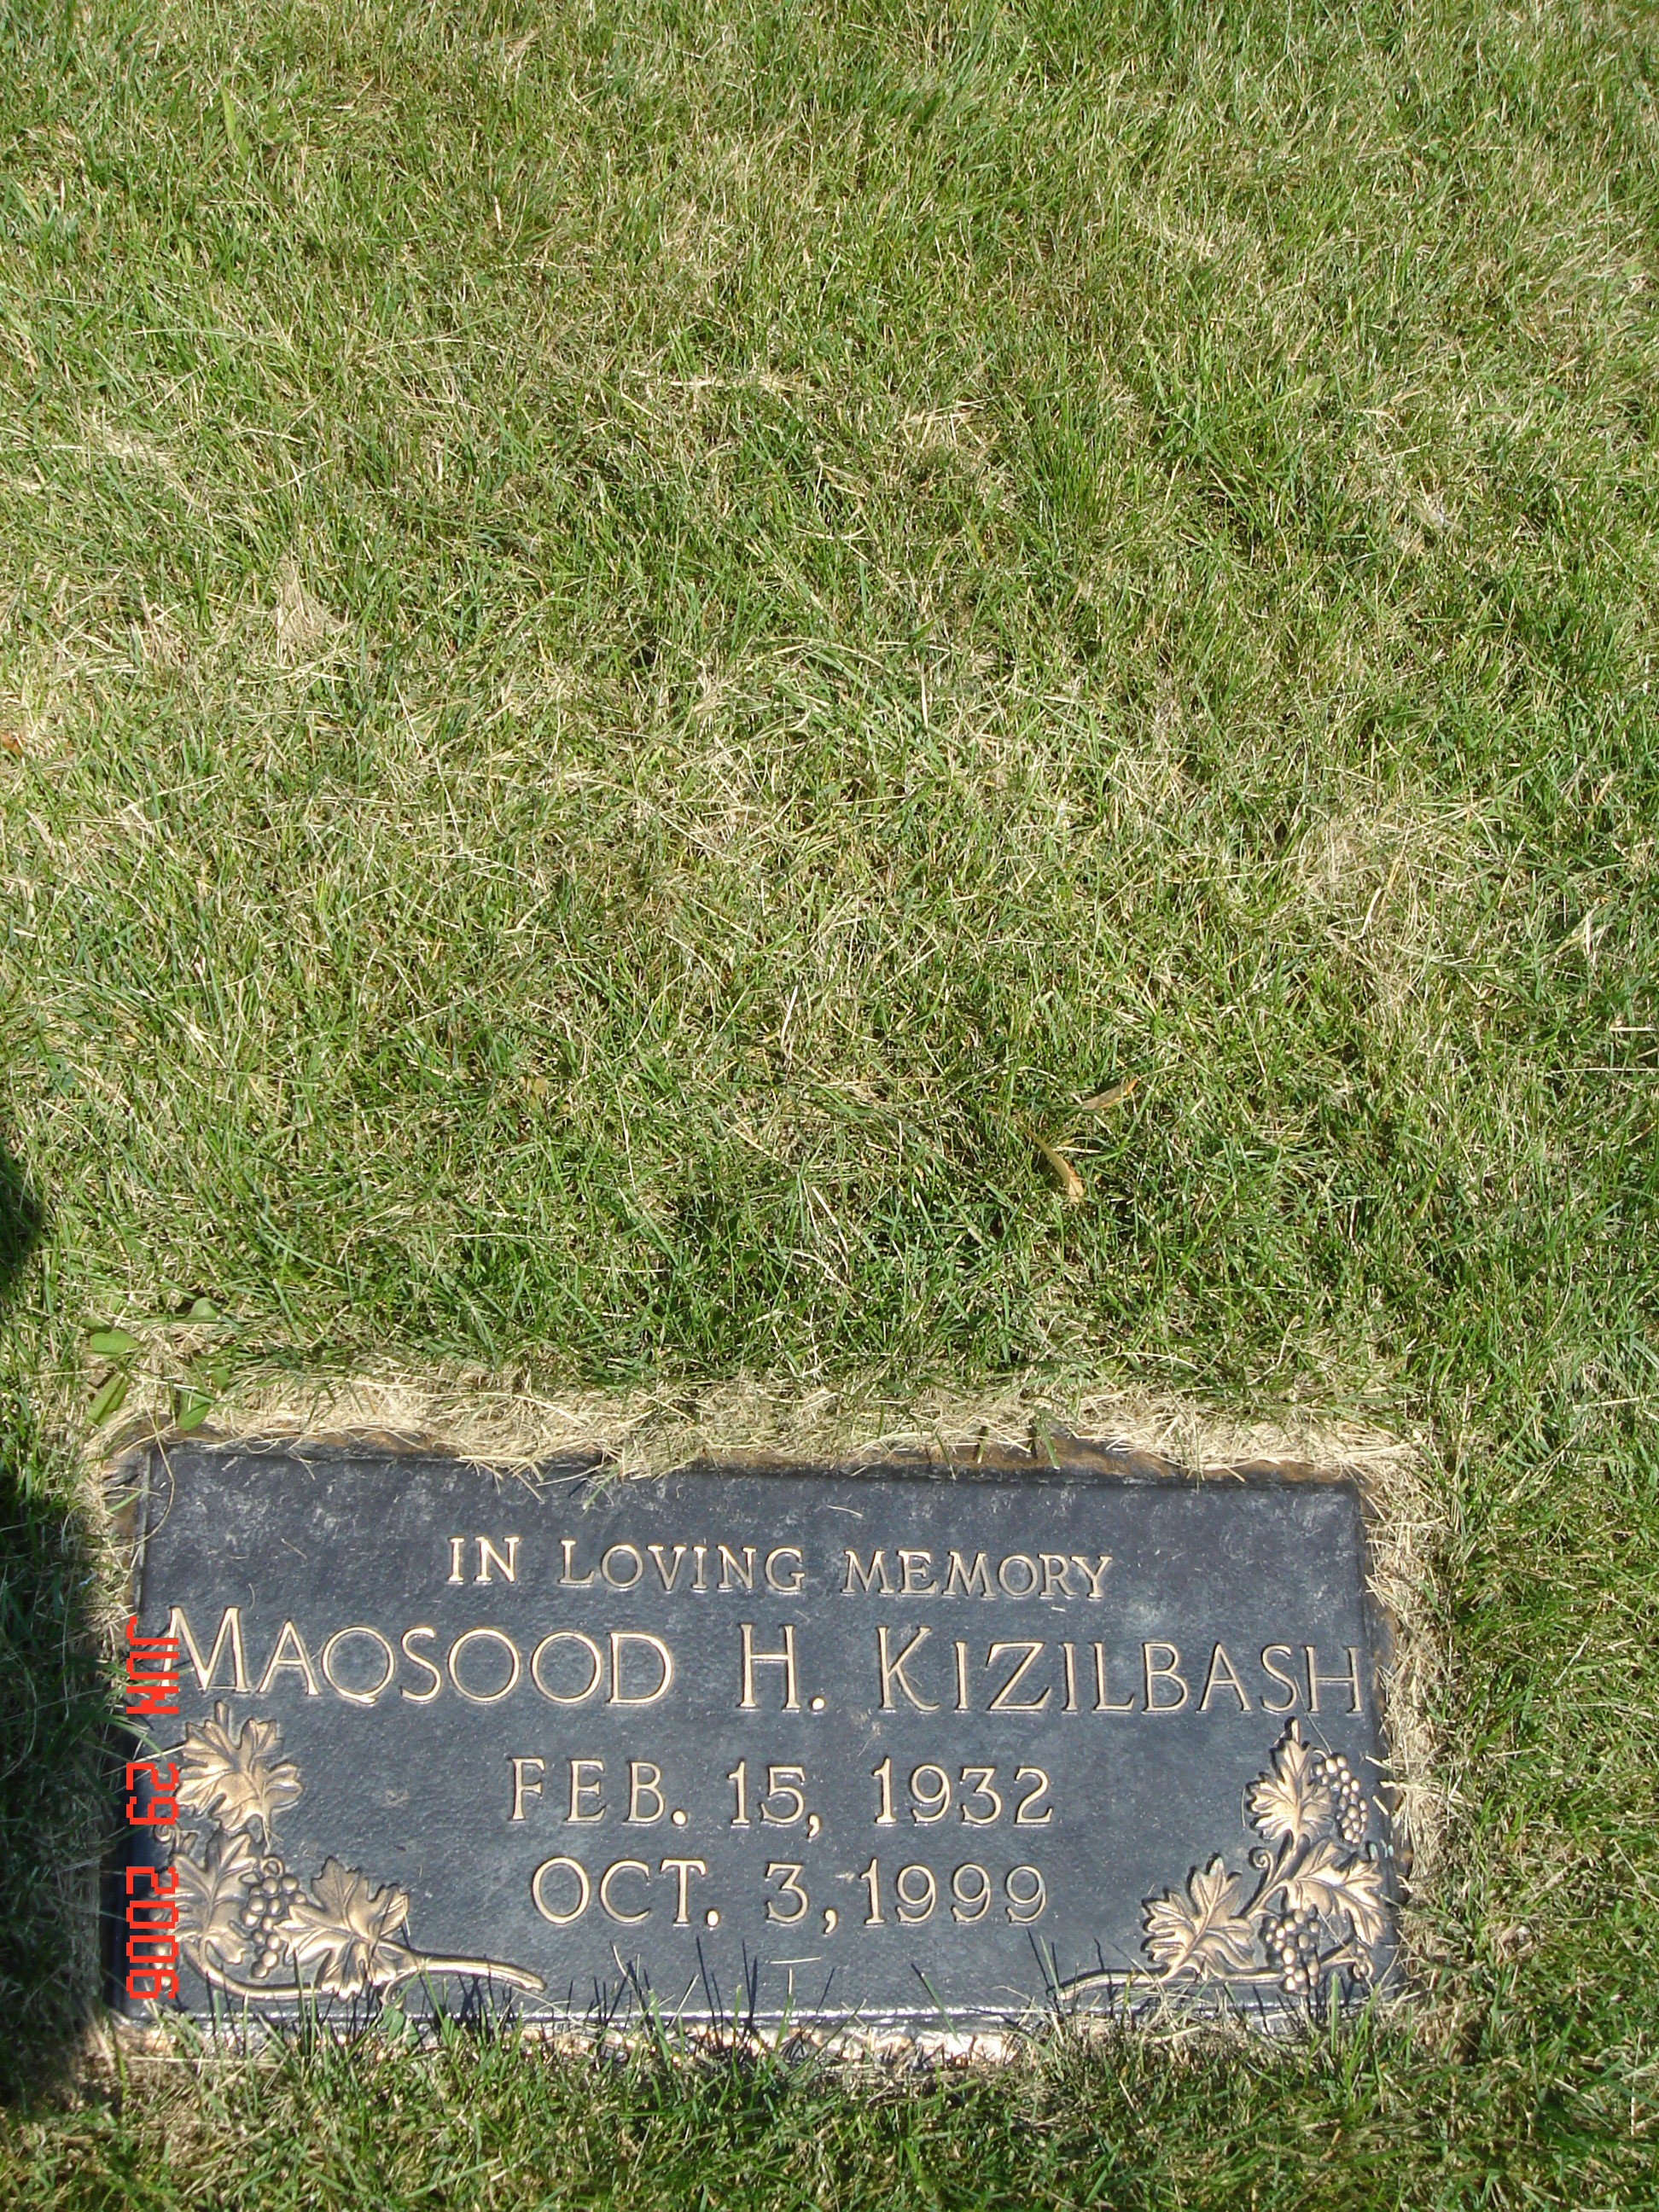 IN LOVING MEMORY
MAQSOOD H. KIZILBASH
FEB. 15, 1932
OCT. 3, 1999
JUN 29 2006